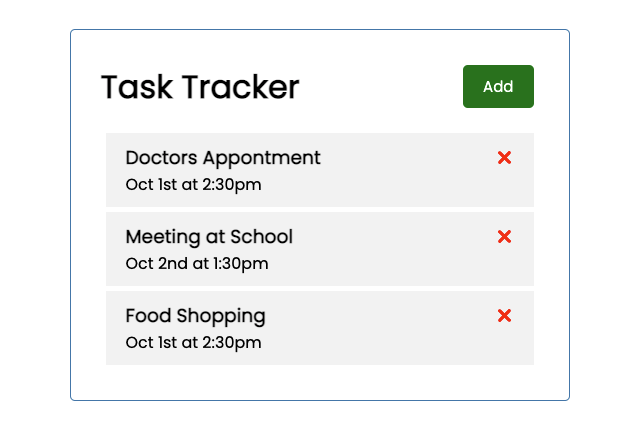 Task Tracker
Add
Doctors Appontment
Oct 1st at 2:30pm
Meeting at School
Oct 2nd at 1:30pm
Food Shopping
Oct 1st at 2:30pm